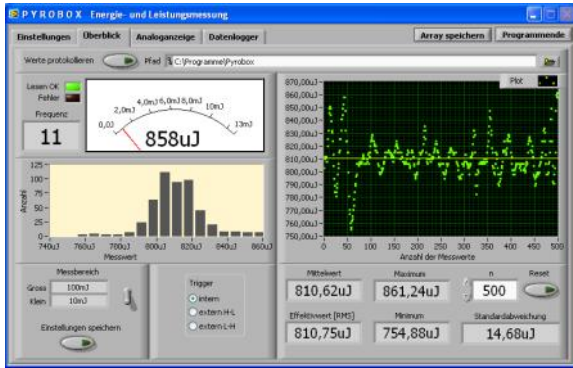 PYROBOX Energie- und Leistungsmessung
Einstellungen Überblick Analoganzeige Datenlogger Array speichern Programmende
Werte protokollieren Pfad C:\Programme\Pyrobox
Lesen OK
Fehler
Frequenz
11
0,0J 2,0mJ 4,0mJ 6,0mJ 8,0mJ 10mJ 13mJ
858uJ
Anzahl
125
100
75
50
25
0
740uJ 760uJ 780uJ 800uJ 820uJ 840uJ 860uJ
Messwert
Plot
870,00uJ
860,00uJ
850,00uJ
840,00uJ
830,00uJ
820,00uJ
810,00uJ
800,00uJ
790,00uJ
780,00uJ
770,00uJ
760,00uJ
750,00uJ
0 50 100 150 200 250 300 350 400 450 500
Anzahl der Messwerte
Messbereich
Gross 100mJ
Klein 10mJ
Einstellungen speichern
Trigger
intern
extern H-L
extern L-H
Mittelwert Maximum n Reset
810,62uJ 861,24uJ 500
Effektivwert (RMS) Minimum Standardabweichung
810,75uJ 754,88uJ 14,68uJ